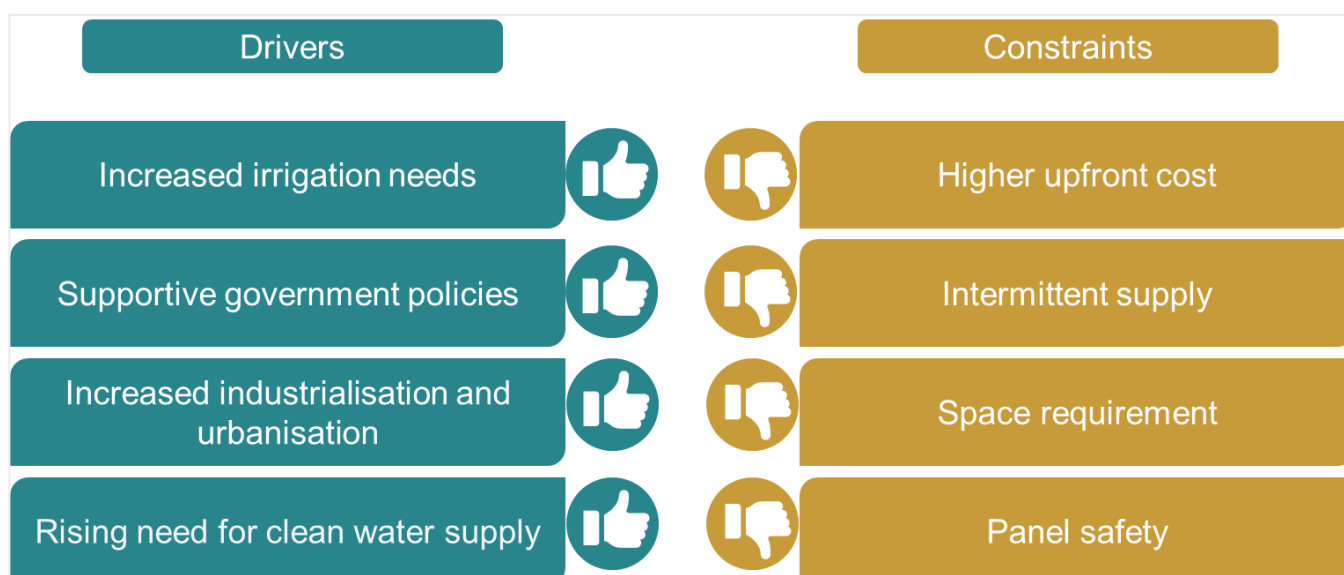 Drivers
Constraints
Increased irrigation needs
Higher upfront cost
Supportive government policies
Intermittent supply
Increased industrialisation and
urbanisation
Space requirement
Rising need for clean water supply
Panel safety